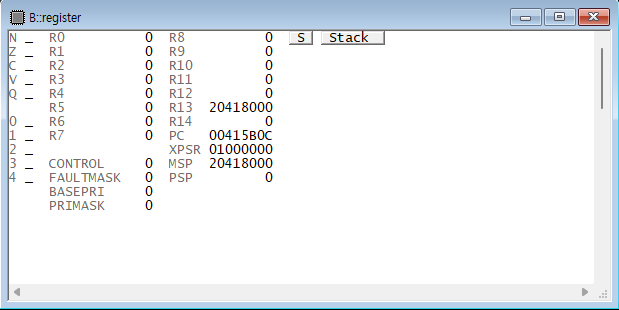 B::register
N _ R0 0 R8 0 S Stack
Z _ R1 0 R9 0
C _ R2 0 R10 0
V _ R3 0 R11 0
Q _ R4 0 R12 0
R5 0 R13 20418000
0 _ R6 0 R14 0
1 _ R7 0 PC 00415B0C
2 _ XPSR 01000000
3 _ CONTROL 0 MSP 20418000
4 _ FAULTMASK 0 PSP 0
BASEPRI 0
PRIMASK 0